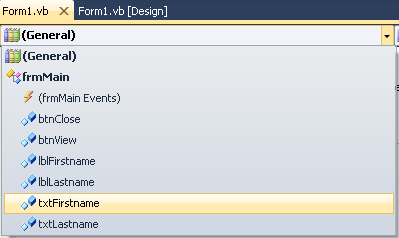 Form1.vb Form1.vb [Design]
(General)
(General)
frmMain
(frmMain Events)
btnClose
btnView
lblFirstname
lblLastname
txtFirstname
txtLastname